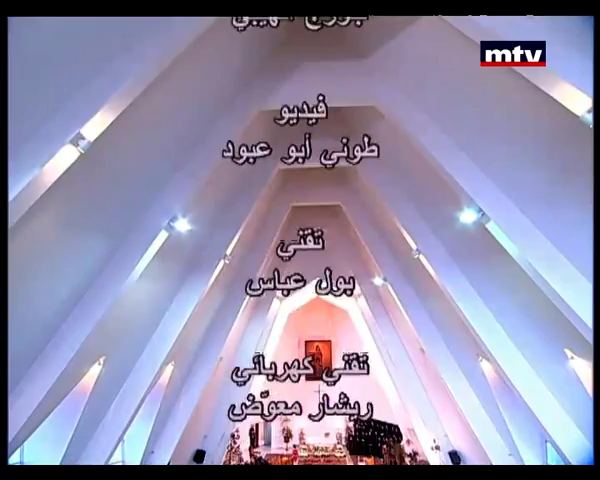 mtv
فيديو
طوني أبو عبود
تقني
بول عباس
تقني كهربائي
ريشار معوّض